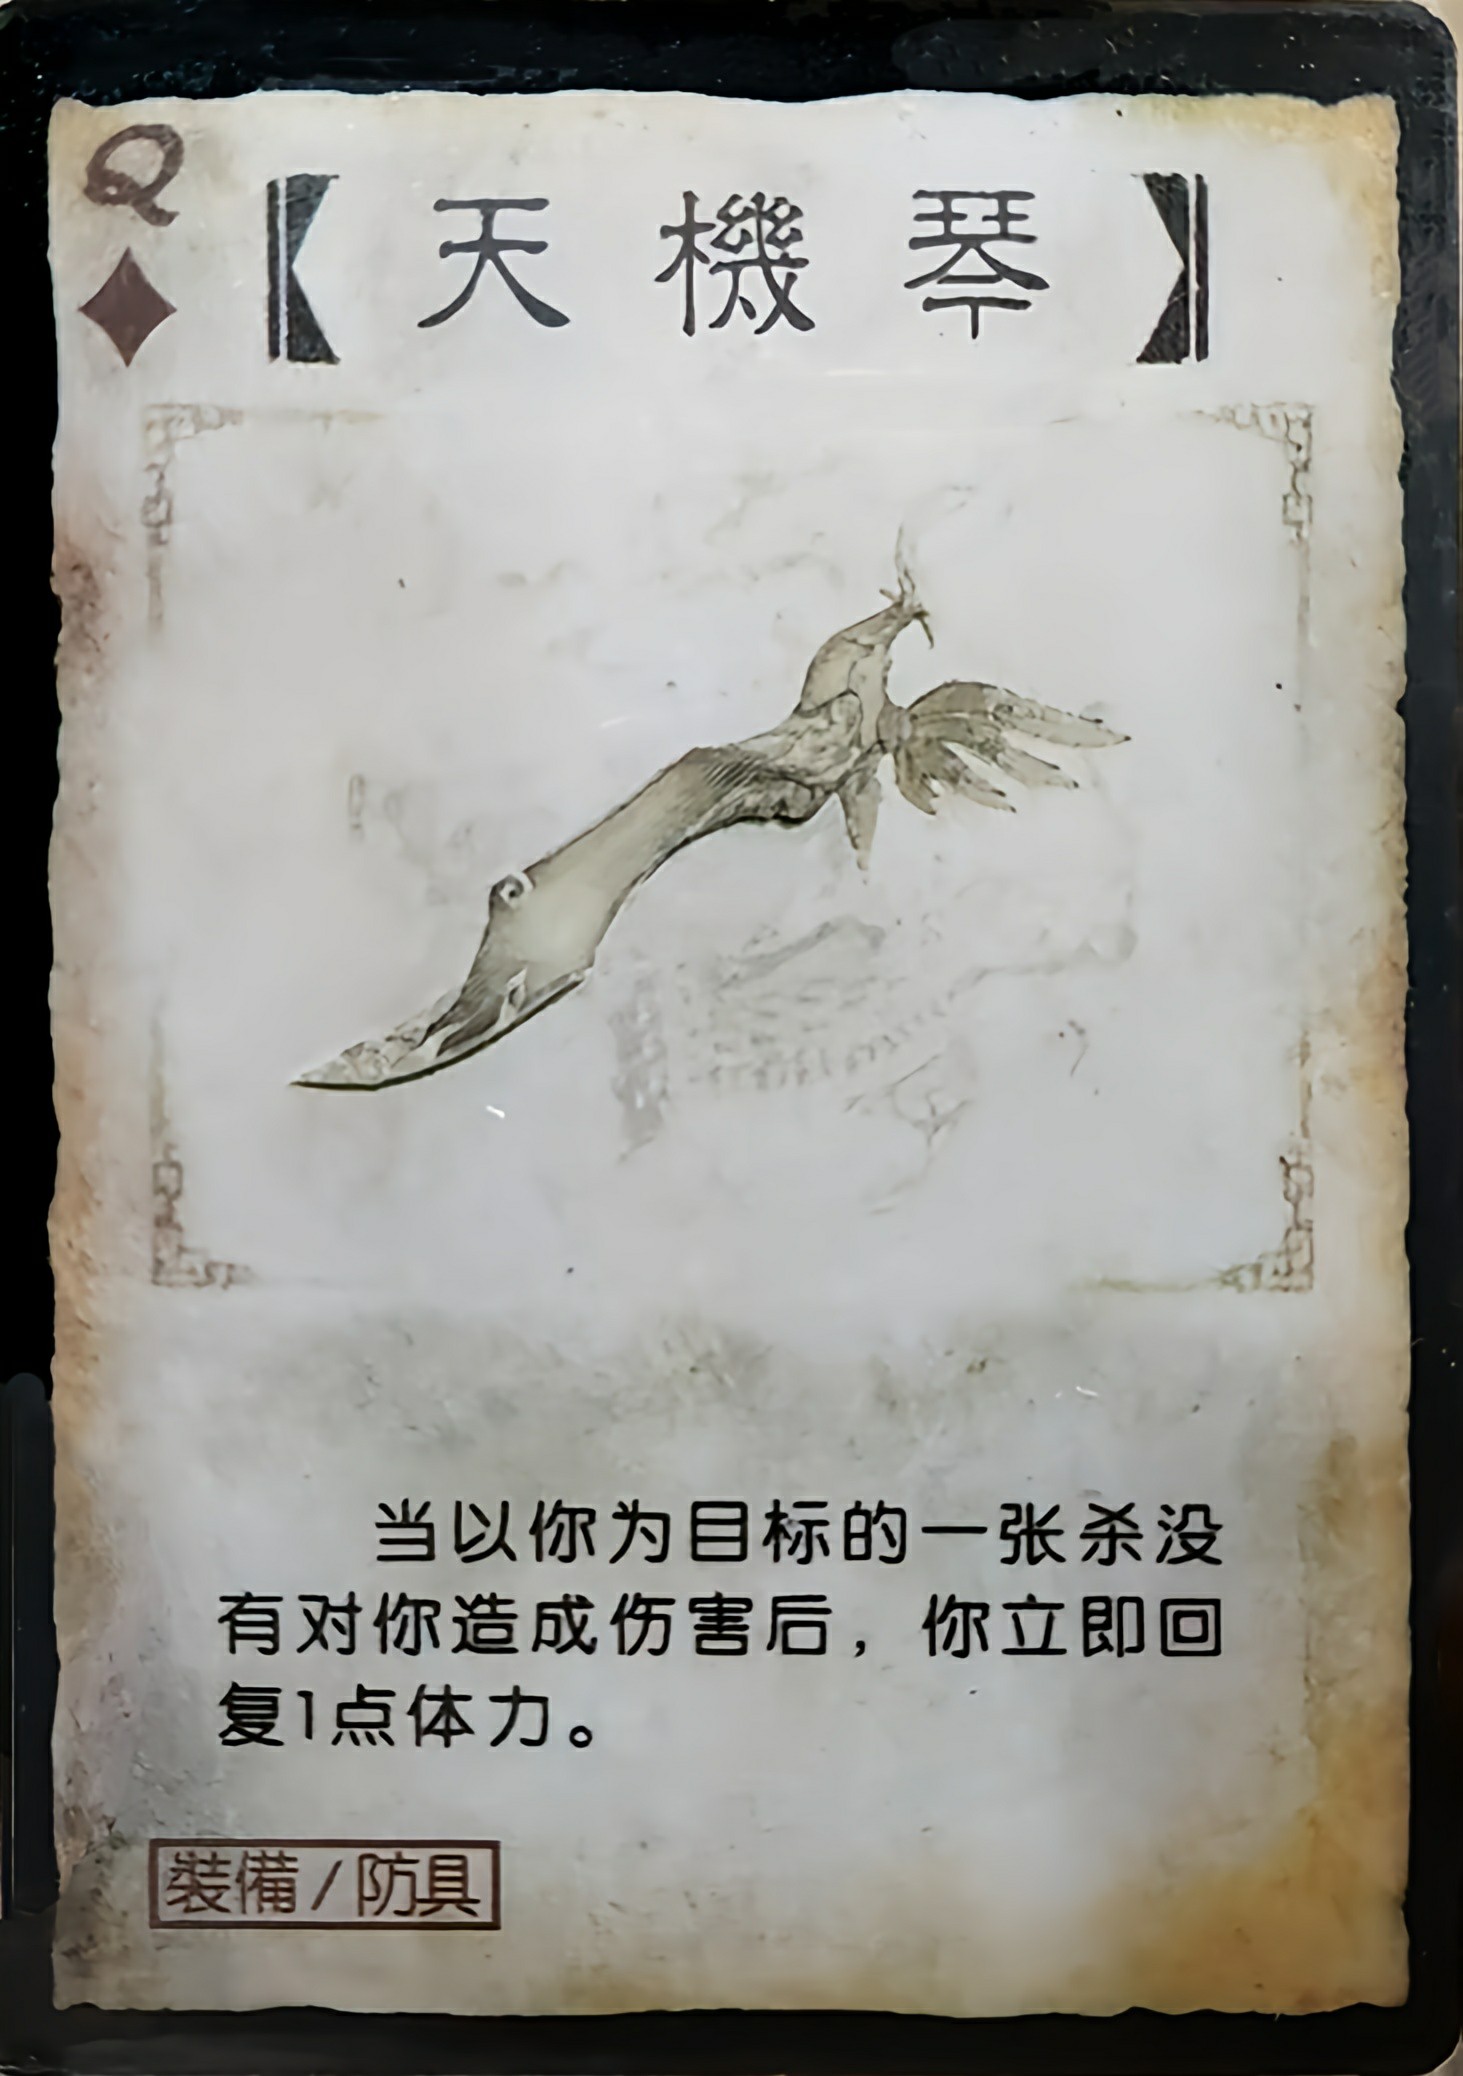 Q
【天機琴】
当以你为目标的一张杀没
有对你造成伤害后，你立即回
复1点体力。
裝備/防具